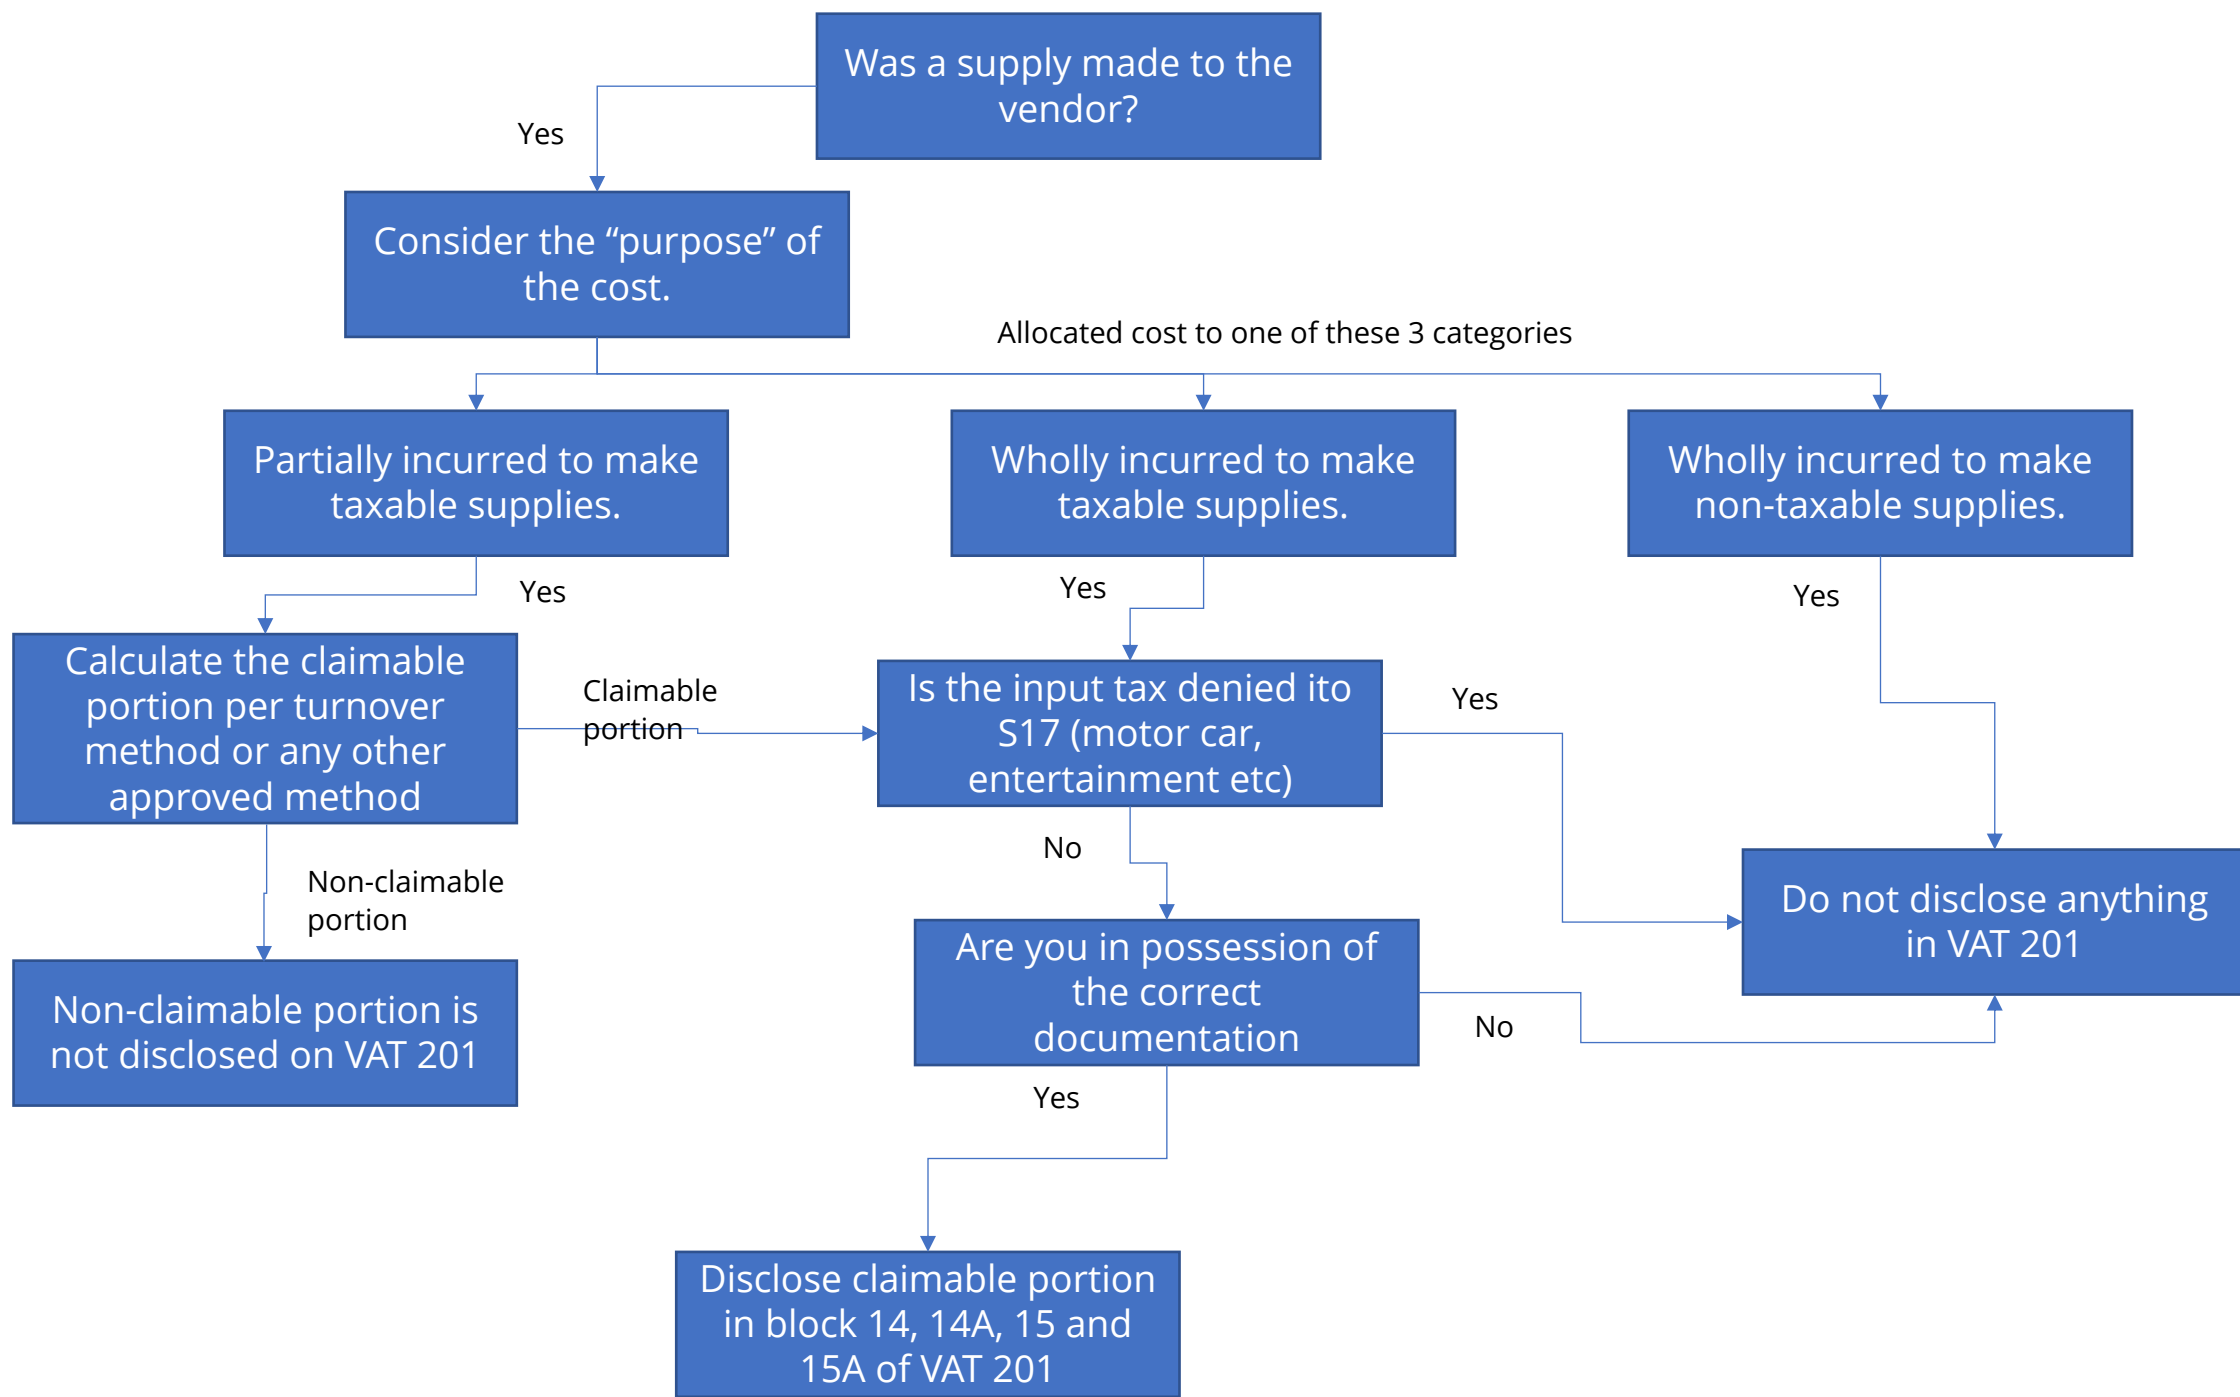 Was a supply made to the
vendor?
Yes
Consider the “purpose” of
the cost.
Allocated cost to one of these 3 categories
Partially incurred to make
taxable supplies.
Wholly incurred to make
taxable supplies.
Wholly incurred to make
non-taxable supplies.
Yes
Yes
Yes
Calculate the claimable
portion per turnover
method or any other
approved method
Claimable
portion
Is the input tax denied ito
S17 (motor car,
entertainment etc)
Yes
No
Non-claimable
portion
Do not disclose anything
in VAT 201
Are you in possession of
the correct
documentation
No
Non-claimable portion is
not disclosed on VAT 201
Yes
Disclose claimable portion
in block 14, 14A, 15 and
15A of VAT 201